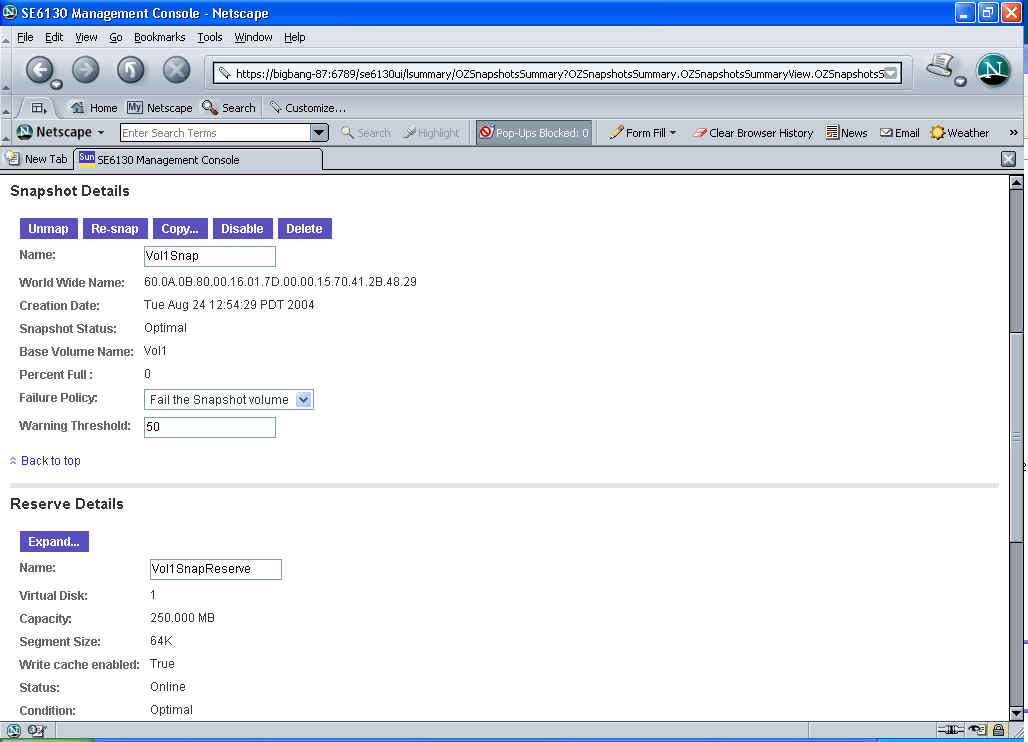 SE6130 Management Console - Netscape
File Edit View Go Bookmarks Tools Window Help
https://bigbang-87:6789/se6130ui/lsummary/OZSnapshotsSummary?OZSnapshotsSummary.OZSnapshotsSummaryView.OZSnapshotsS
N
Home My Netscape Search Customize...
Netscape Enter Search Terms Search Highlight Pop-Ups Blocked: 0 Form Fill Clear Browser History News Email Weather »
New Tab Sun SE6130 Management Console
Snapshot Details
Unmap Re-snap Copy... Disable Delete
Name: Vol1Snap
World Wide Name: 60.0A.0B.80.00.16.01.7D.00.00.15.70.41.2B.48.29
Creation Date: Tue Aug 24 12:54:29 PDT 2004
Snapshot Status: Optimal
Base Volume Name: Vol1
Percent Full : 0
Failure Policy: Fail the Snapshot volume
Warning Threshold: 50
Back to top
Reserve Details
Expand...
Name: Vol1SnapReserve
Virtual Disk: 1
Capacity: 250.000 MB
Segment Size: 64K
Write cache enabled: True
Status: Online
Condition: Optimal